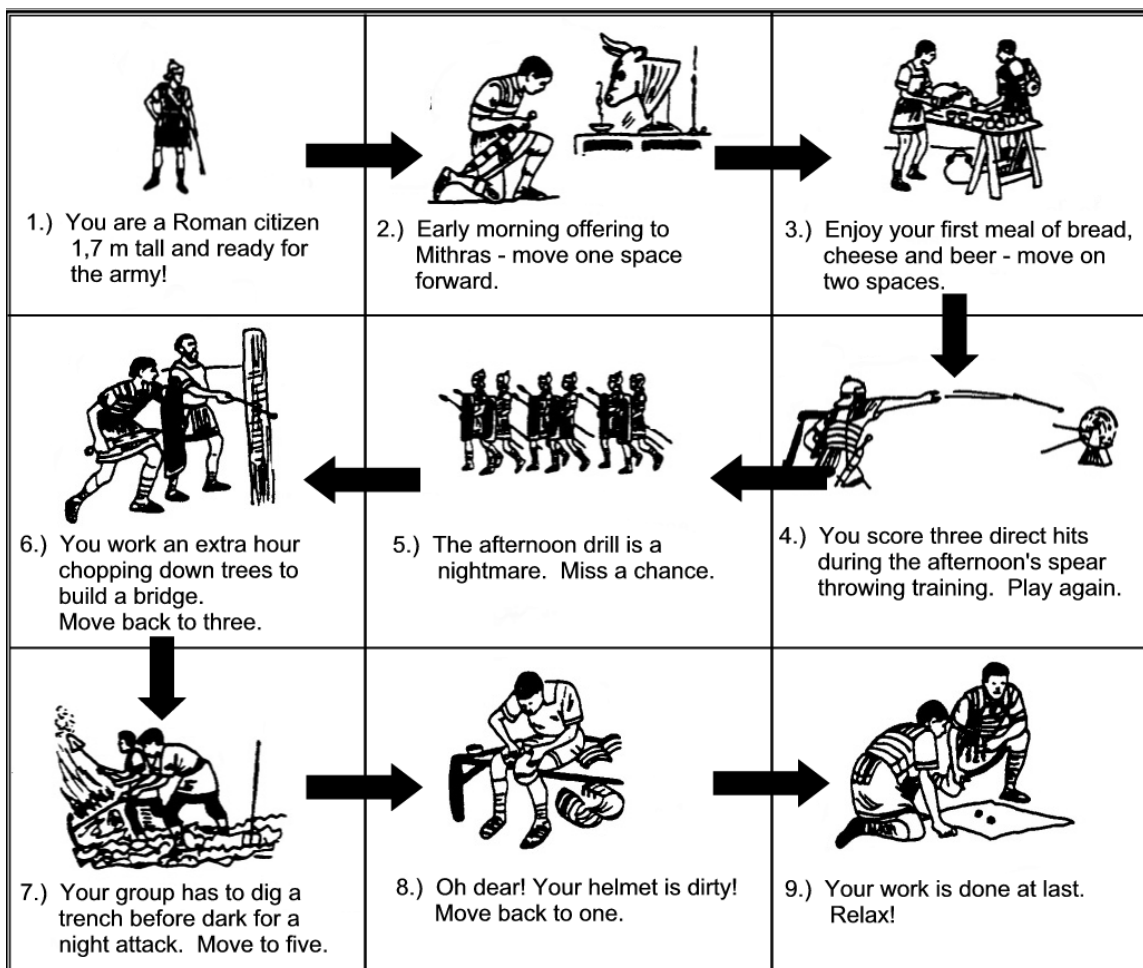 1.) You are a Roman citizen
1,7 m tall and ready for
the army!
2.) Early morning offering to
Mithras - move one space
forward.
3.) Enjoy your first meal of bread,
cheese and beer - move on
two spaces.
4.) You score three direct hits
during the afternoon's spear
throwing training. Play again.
5.) The afternoon drill is a
nightmare. Miss a chance.
6.) You work an extra hour
chopping down trees to
build a bridge.
Move back to three.
7.) Your group has to dig a
trench before dark for a
night attack. Move to five.
8.) Oh dear! Your helmet is dirty!
Move back to one.
9.) Your work is done at last.
Relax!